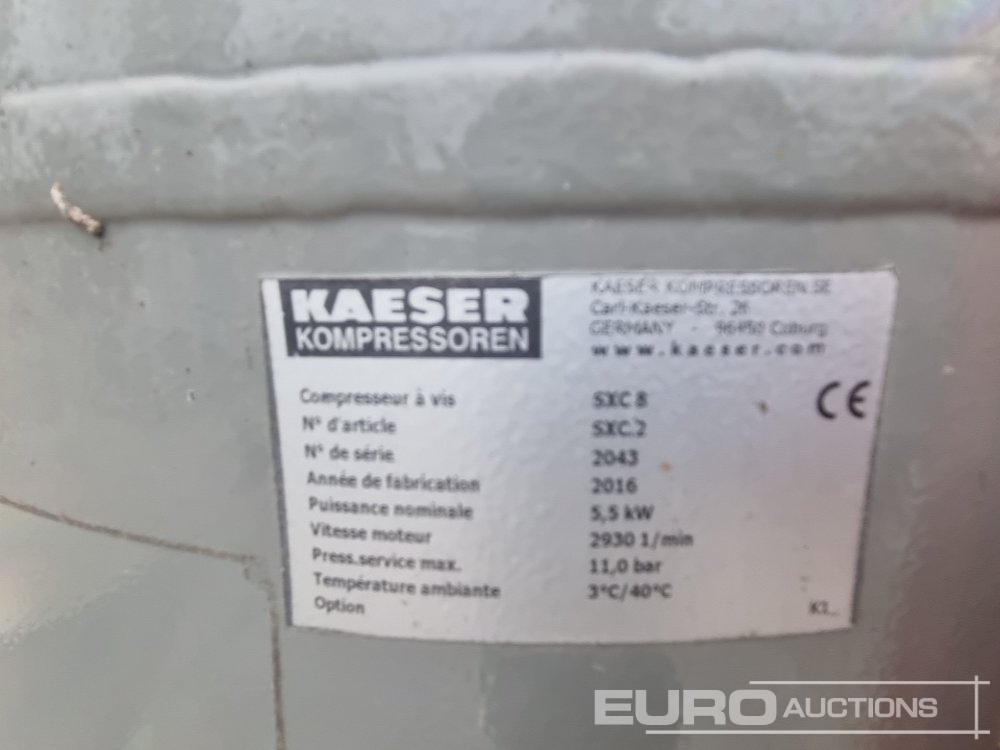 KAESER
KOMPRESSOREN
KAESER KOMPRESSOREN SE
Carl-Kaeser-Str. 26
GERMANY - 96450 Coburg
www.kaeser.com
CE
Compresseur à vis SXC 8
N° d'article SXC.2
N° de série 2043
Année de fabrication 2016
Puissance nominale 5,5 kW
Vitesse moteur 2930 1/min
Press.service max. 11,0 bar
Température ambiante 3°C/40°C
Option
EURO AUCTIONS